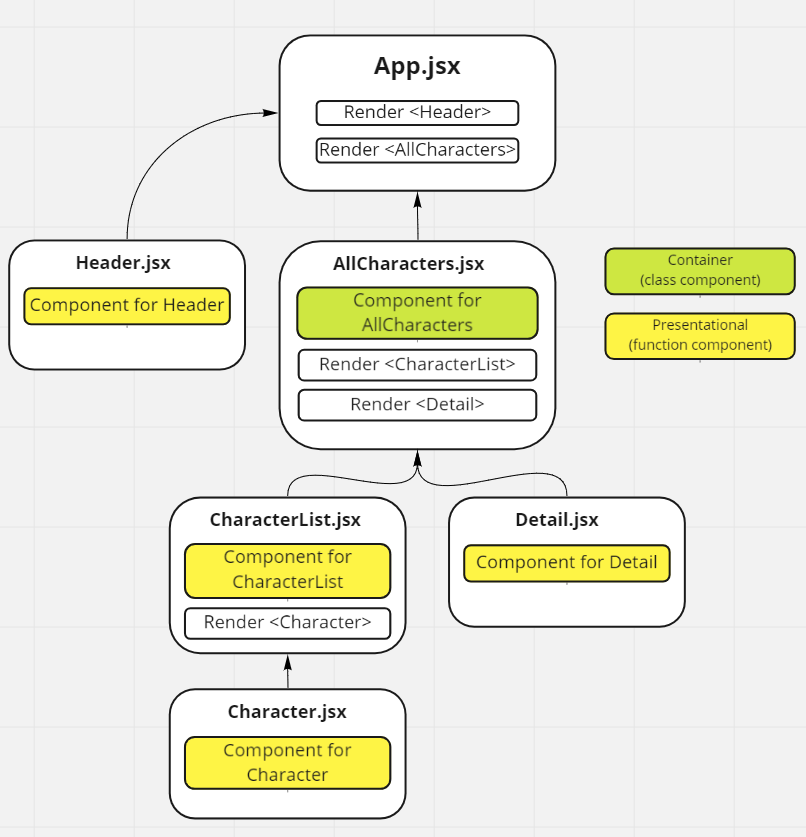 App.jsx
Render <Header>
Render <AllCharacters>
Header.jsx
Component for Header
AllCharacters.jsx
Component for
AllCharacters
Render <CharacterList>
Render <Detail>
Container
(class component)
Presentational
(function component)
CharacterList.jsx
Component for
CharacterList
Render <Character>
Detail.jsx
Component for Detail
Character.jsx
Component for
Character